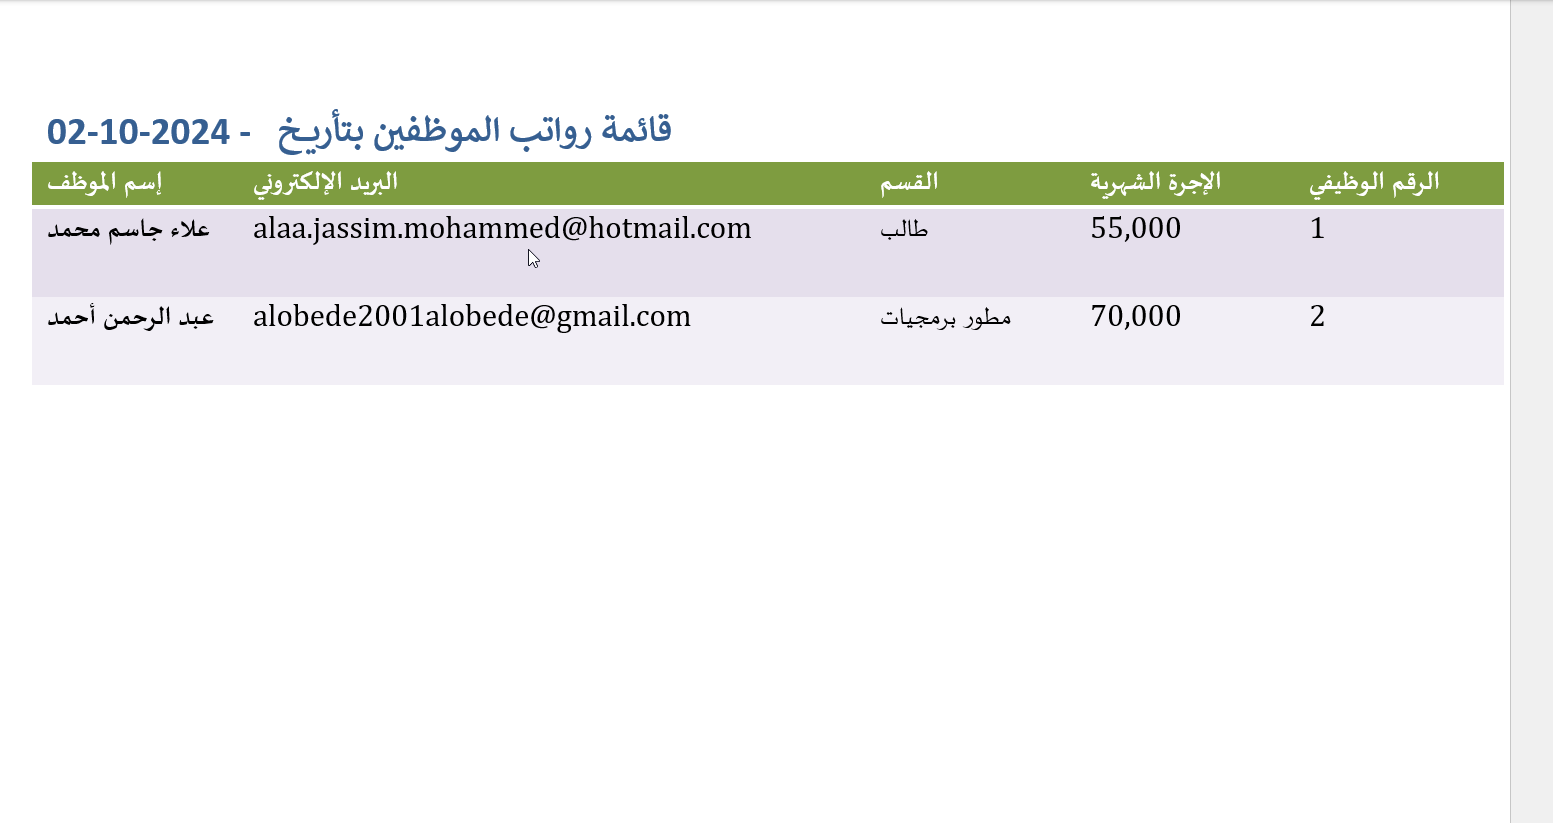 قائمة رواتب الموظفين بتأريخ - 02-10-2024
إسم الموظف البريد الإلكتروني القسم الإجرة الشهرية الرقم الوظيفي
علاء جاسم محمد alaa.jassim.mohammed@hotmail.com طالب 55,000 1
عبد الرحمن أحمد alobede2001alobede@gmail.com مطور برمجيات 70,000 2